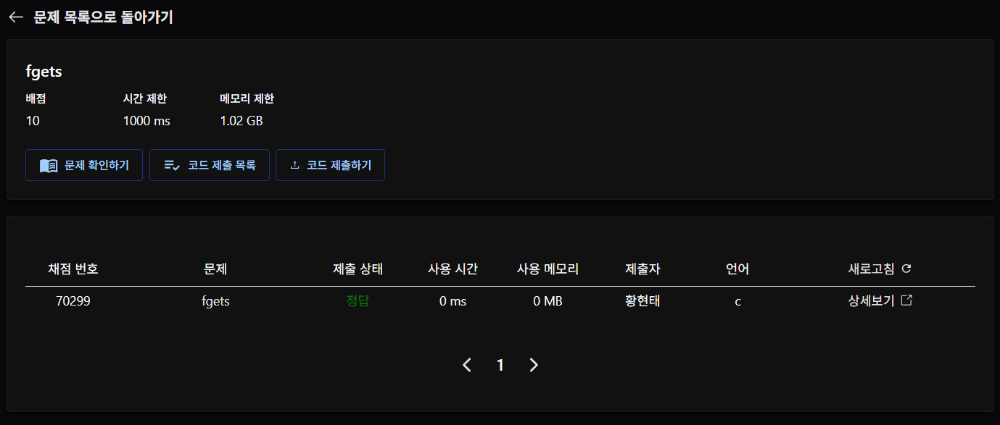 문제 목록으로 돌아가기
fgets
배점 시간 제한 메모리 제한
10 1000 ms 1.02 GB
문제 확인하기 코드 제출 목록 코드 제출하기
채점 번호 문제 제출 상태 사용 시간 사용 메모리 제출자 언어 새로고침
70299 fgets 정답 0 ms 0 MB 황현태 c 상세보기
1